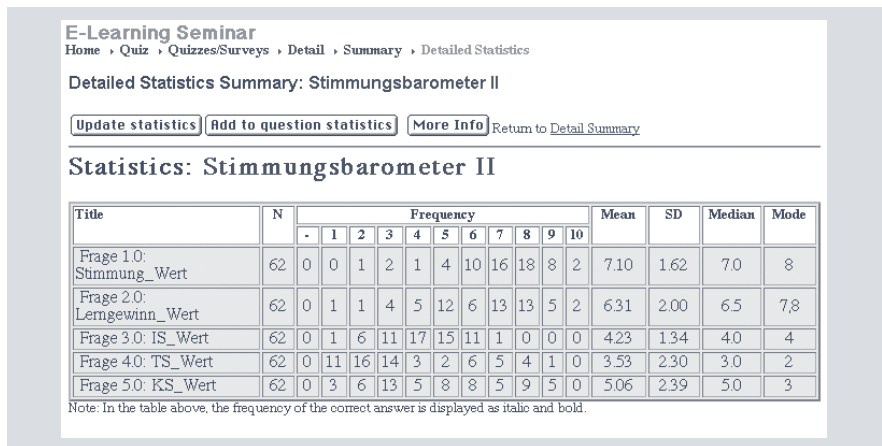 E-Learning Seminar
Home › Quiz › Quizzes/Surveys › Detail › Summary › Detailed Statistics
Detailed Statistics Summary: Stimmungsbarometer II
Update statistics Add to question statistics More Info Return to Detail Summary
Statistics: Stimmungsbarometer II
Title N Frequency Mean SD Median Mode
- 1 2 3 4 5 6 7 8 9 10
Frage 1.0:
Stimmung_Wert 62 0 0 1 2 1 4 10 16 18 8 2 7.10 1.62 7.0 8
Frage 2.0:
Lerngewinn_Wert 62 0 1 1 4 5 12 6 13 13 5 2 6.31 2.00 6.5 7,8
Frage 3.0: IS_Wert 62 0 1 6 11 17 15 11 1 0 0 0 4.23 1.34 4.0 4
Frage 4.0: TS_Wert 62 0 11 16 14 3 2 6 5 4 1 0 3.53 2.30 3.0 2
Frage 5.0: KS_Wert 62 0 3 6 13 5 8 8 5 9 5 0 5.06 2.39 5.0 3
Note: In the table above, the frequency of the correct answer is displayed as italic and bold.